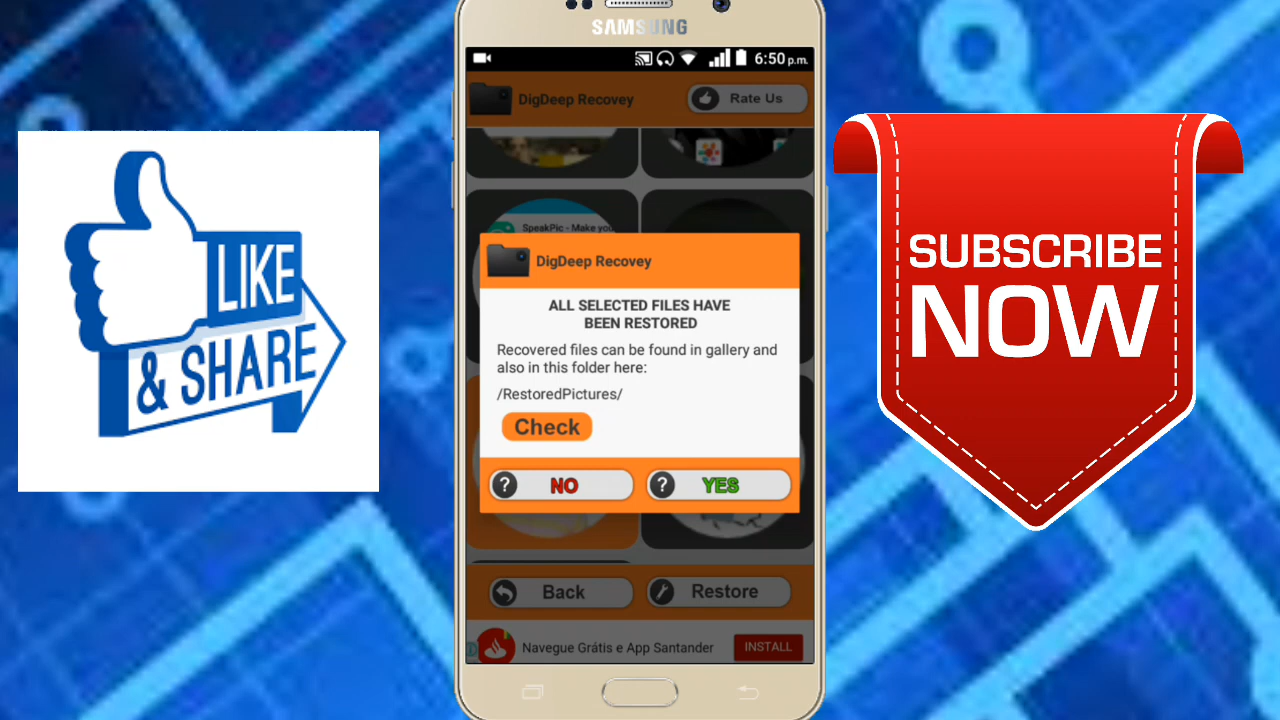 LIKE
& SHARE
SAMSUNG
6:50 p.m.
DigDeep Recovey
Rate Us
SpeakPic - Make you
DigDeep Recovey
ALL SELECTED FILES HAVE
BEEN RESTORED
Recovered files can be found in gallery and
also in this folder here:
/RestoredPictures/
Check
? NO
? YES
Back
Restore
Navegue Grátis e App Santander
INSTALL
SUBSCRIBE
NOW